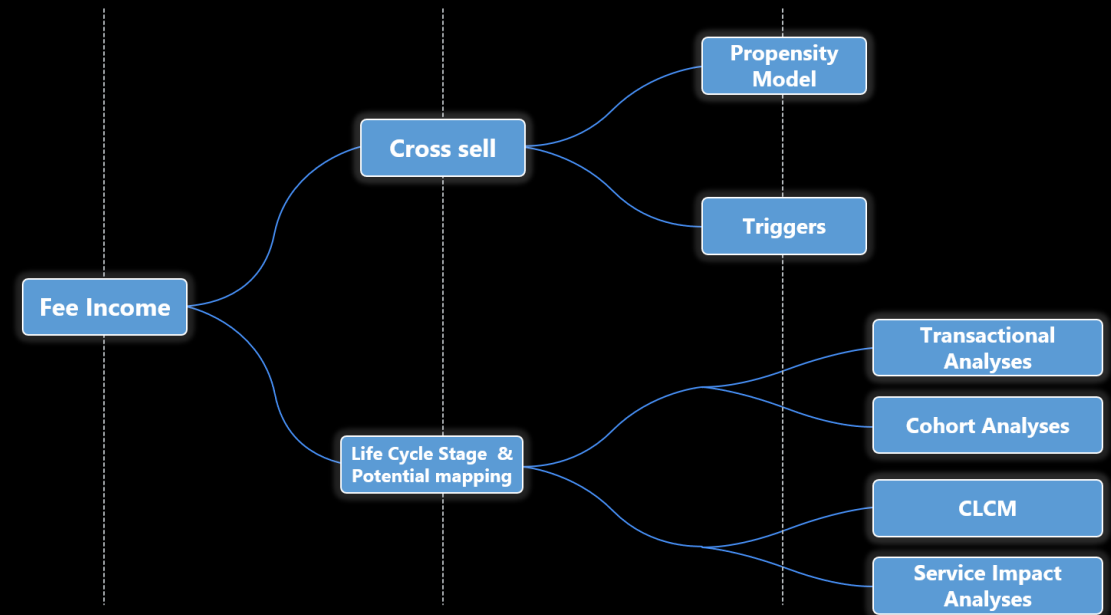 Propensity
Model
Cross sell
Triggers
Fee Income
Transactional
Analyses
Cohort Analyses
Life Cycle Stage  &
Potential mapping
CLCM
Service Impact
Analyses